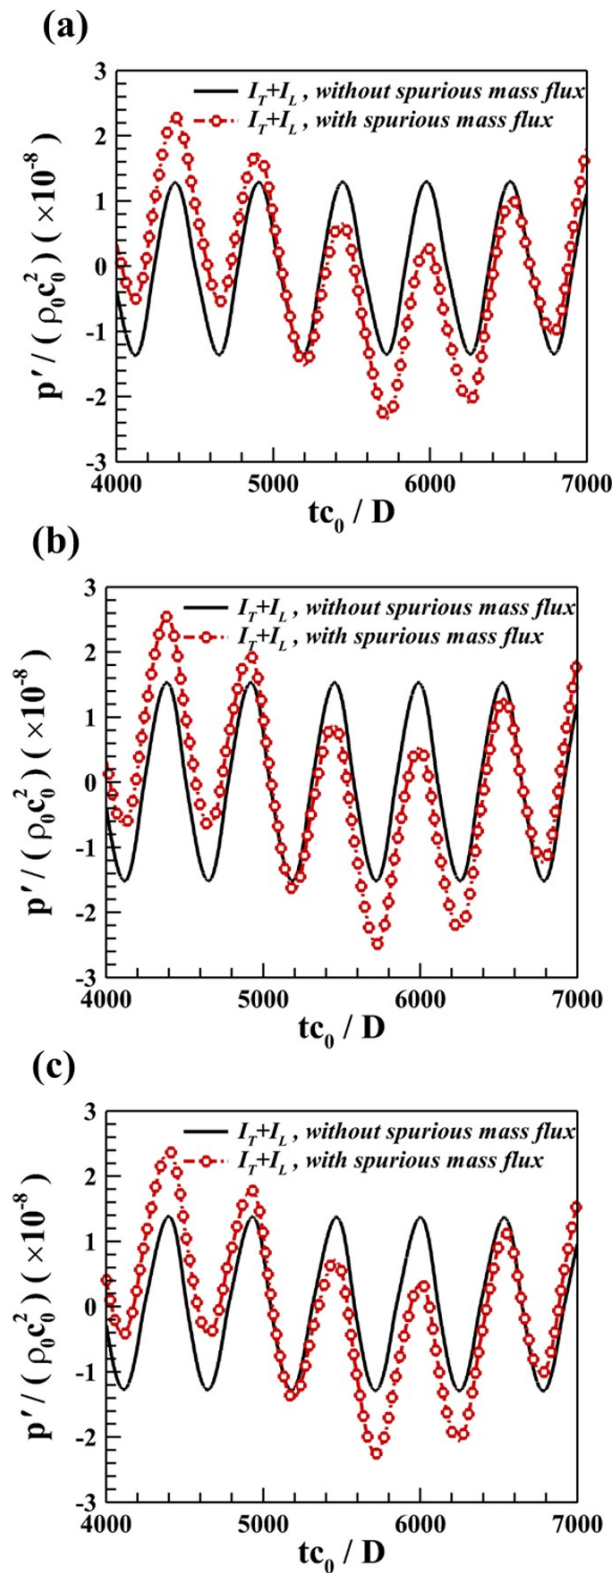 (a)
3
I_T+I_L , without spurious mass flux
I_T+I_L , with spurious mass flux
2
1
0
-1
-2
-3
p′/(ρ₀c₀²)(×10⁻⁸)
4000 5000 6000 7000
tc₀ / D
(b)
3
I_T+I_L , without spurious mass flux
I_T+I_L , with spurious mass flux
2
1
0
-1
-2
-3
p′/(ρ₀c₀²)(×10⁻⁸)
4000 5000 6000 7000
tc₀ / D
(c)
3
I_T+I_L , without spurious mass flux
I_T+I_L , with spurious mass flux
2
1
0
-1
-2
-3
p′/(ρ₀c₀²)(×10⁻⁸)
4000 5000 6000 7000
tc₀ / D